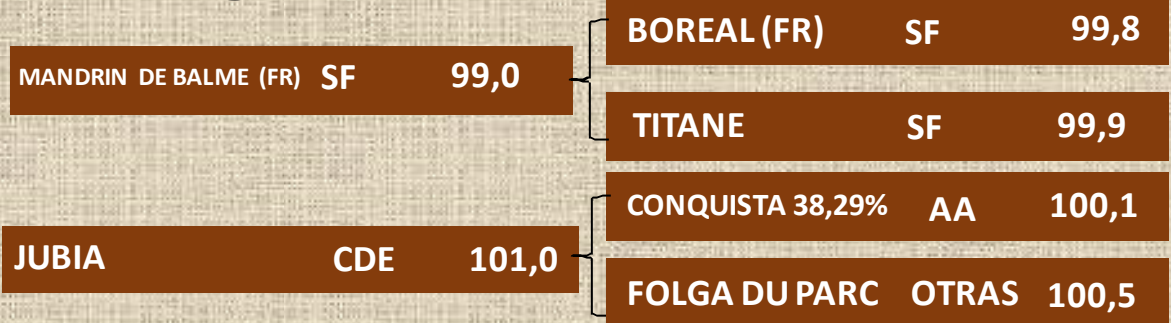 MANDRIN DE BALME (FR) SF 99,0
BOREAL (FR) SF 99,8
TITANE SF 99,9
JUBIA CDE 101,0
CONQUISTA 38,29% AA 100,1
FOLGA DU PARC OTRAS 100,5